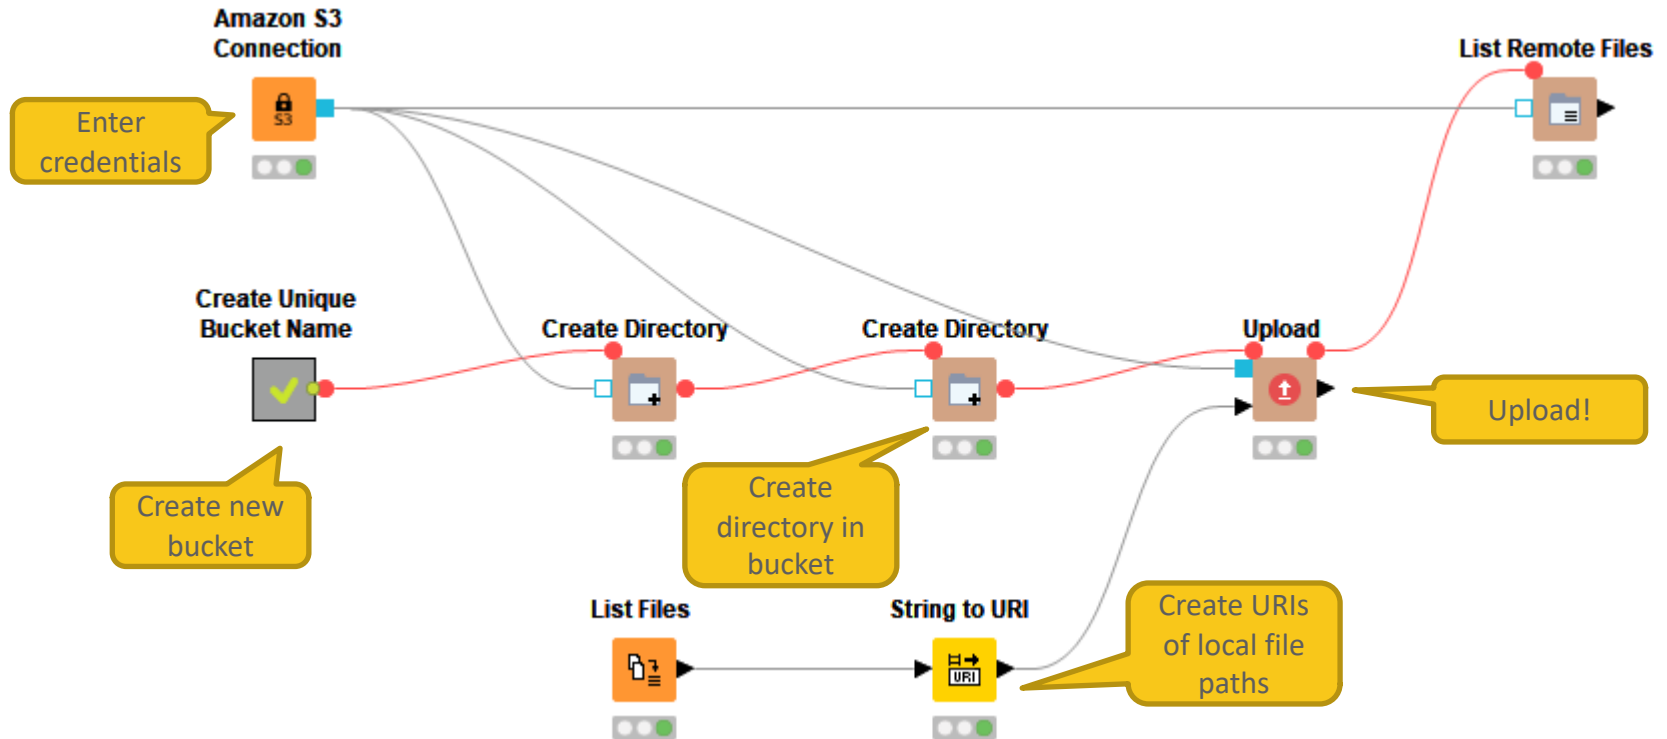 Amazon S3
Connection
List Remote Files
Enter
credentials
S3
Create Unique
Bucket Name
Create Directory
Create Directory
Upload
Upload!
Create new
bucket
Create
directory in
bucket
List Files
String to URI
Create URIs
of local file
paths
URI